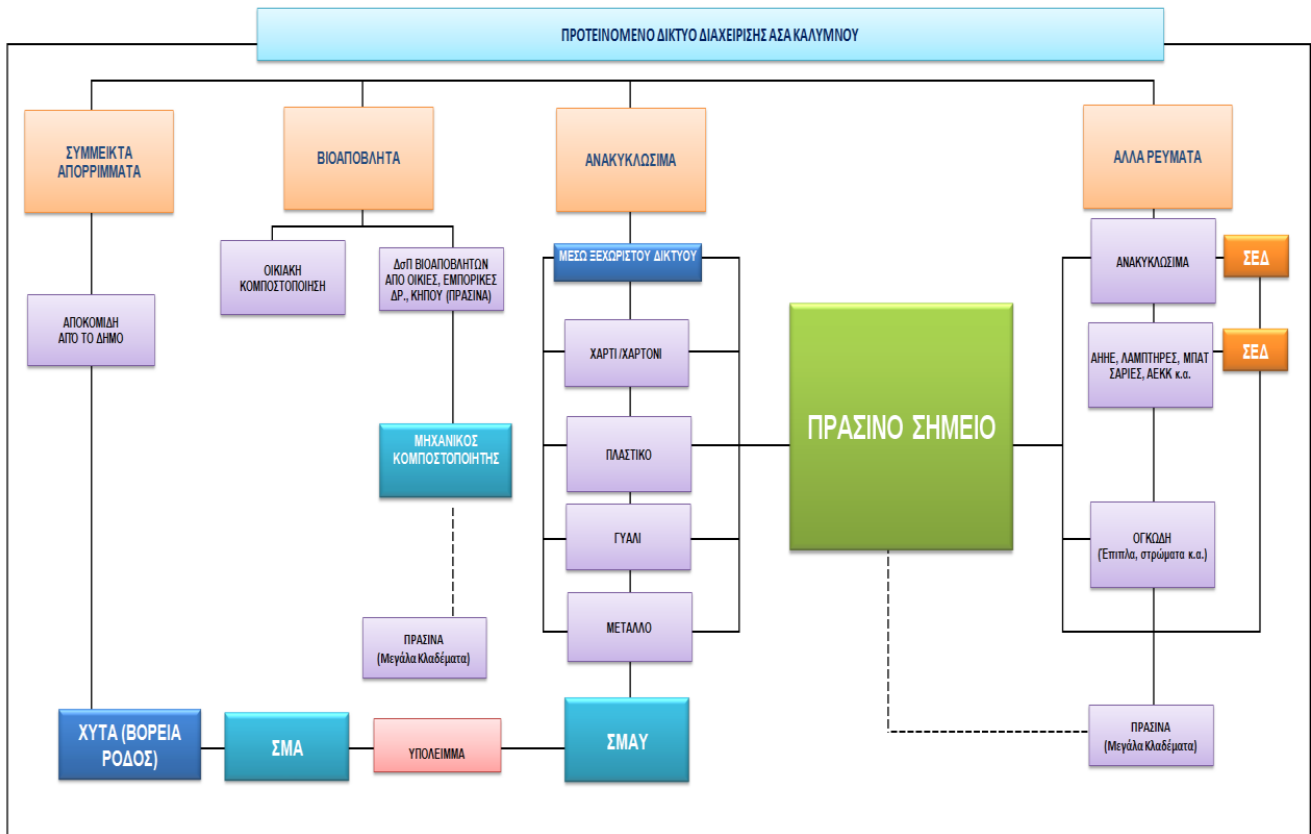 ΠΡΟΤΕΙΝΟΜΕΝΟ ΔΙΚΤΥΟ ΔΙΑΧΕΙΡΙΣΗΣ ΑΣΑ ΚΑΛΥΜΝΟΥ
ΣΥΜΜΕΙΚΤΑ
ΑΠΟΡΡΙΜΜΑΤΑ
ΒΙΟΑΠΟΒΛΗΤΑ
ΑΝΑΚΥΚΛΩΣΙΜΑ
ΑΛΛΑ ΡΕΥΜΑΤΑ
ΑΠΟΚΟΜΙΔΗ
ΑΠΌ ΤΟ ΔΗΜΟ
ΟΙΚΙΑΚΗ
ΚΟΜΠΟΣΤΟΠΟΙΗΣΗ
ΔσΠ ΒΙΟΑΠΟΒΛΗΤΩΝ
ΑΠΟ ΟΙΚΙΕΣ, ΕΜΠΟΡΙΚΕΣ
ΔΡ., ΚΗΠΟΥ (ΠΡΑΣΙΝΑ)
ΜΗΧΑΝΙΚΟΣ
ΚΟΜΠΟΣΤΟΠΟΙΗΤΗΣ
ΠΡΑΣΙΝΑ
(Μεγάλα Κλαδέματα)
ΜΕΣΩ ΞΕΧΩΡΙΣΤΟΥ ΔΙΚΤΥΟΥ
ΧΑΡΤΙ /ΧΑΡΤΟΝΙ
ΠΛΑΣΤΙΚΟ
ΓΥΑΛΙ
ΜΕΤΑΛΛΟ
ΠΡΑΣΙΝΟ ΣΗΜΕΙΟ
ΑΝΑΚΥΚΛΩΣΙΜΑ
ΣΕΔ
ΑΗΗΕ, ΛΑΜΠΤΗΡΕΣ, ΜΠΑΤ
ΣΑΡΙΕΣ, ΑΕΚΚ κ.α.
ΣΕΔ
ΟΓΚΩΔΗ
(Έπιπλα, στρώματα κ.α.)
ΠΡΑΣΙΝΑ
(Μεγάλα Κλαδέματα)
ΧΥΤΑ (ΒΟΡΕΙΑ
ΡΟΔΟΣ)
ΣΜΑ
ΥΠΟΛΕΙΜΜΑ
ΣΜΑΥ